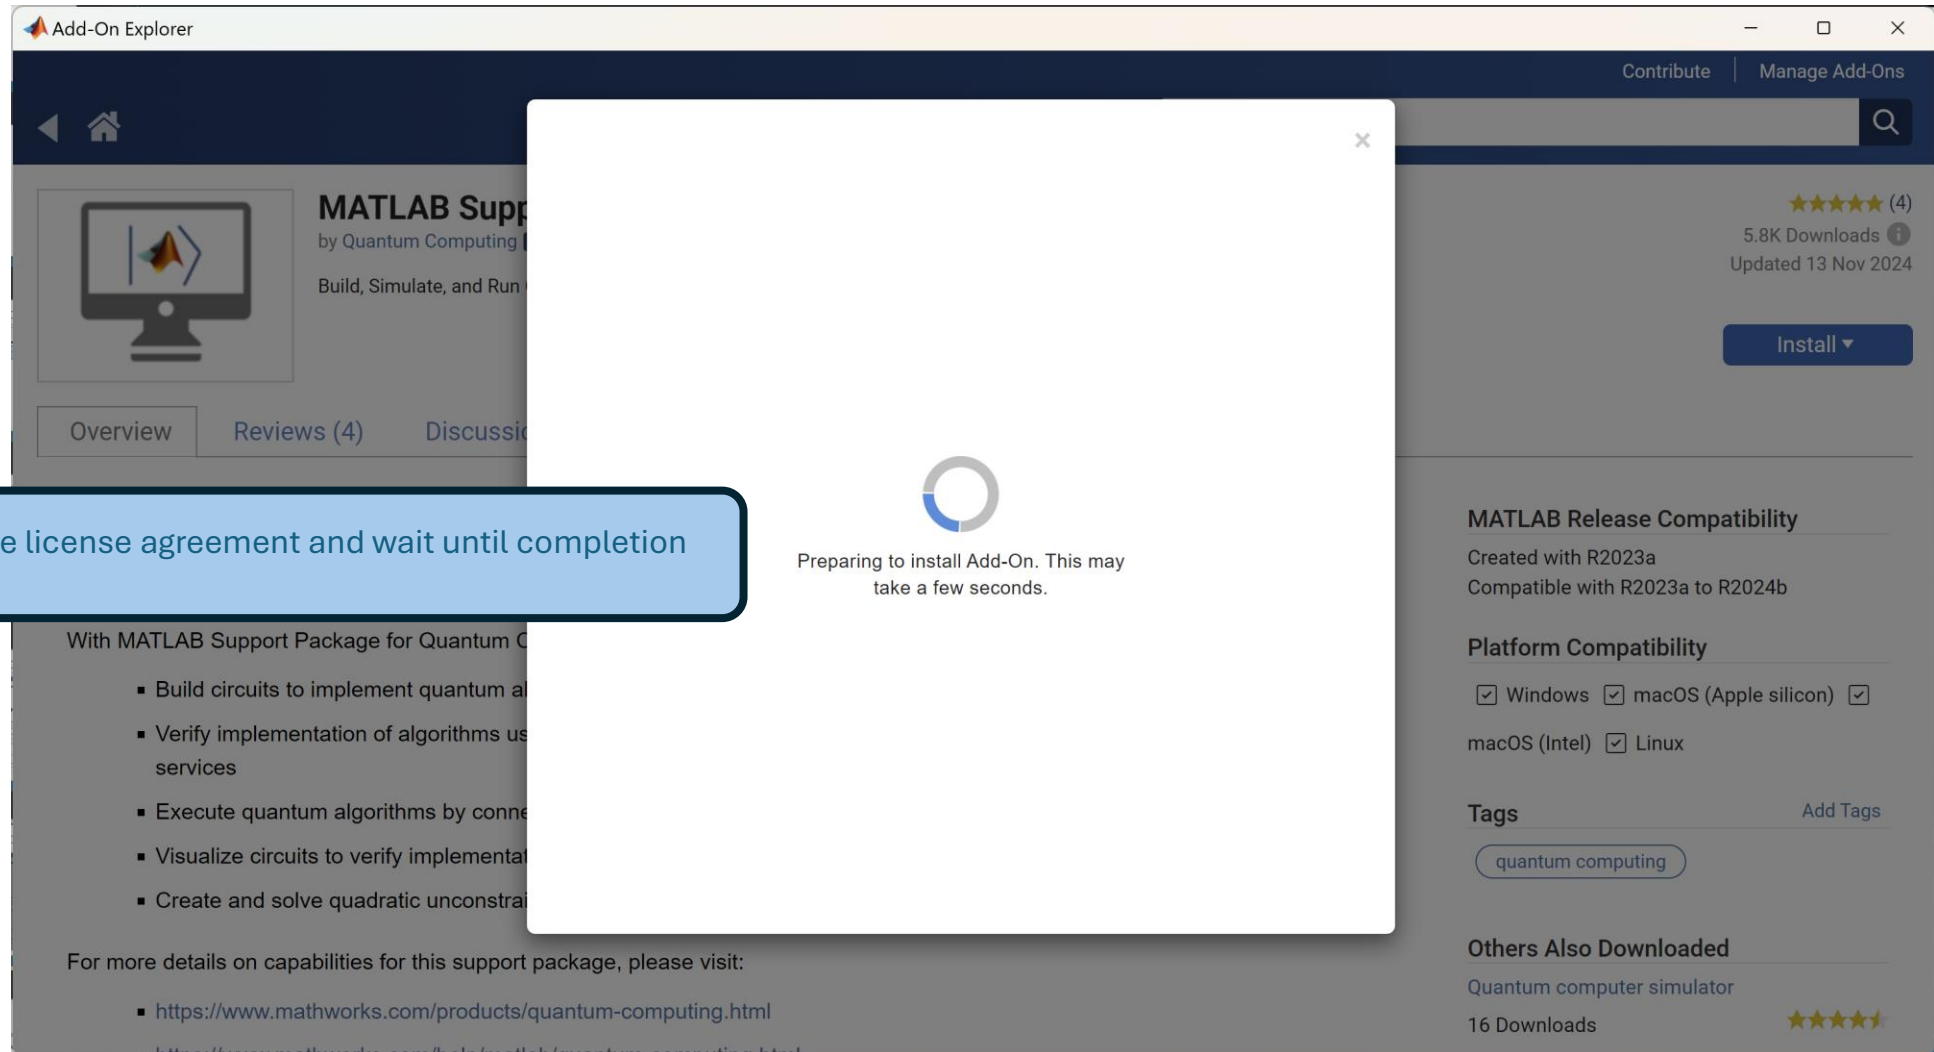 Add-On Explorer
Contribute | Manage Add-Ons
MATLAB Supp
by Quantum Computing
Build, Simulate, and Run
(4)
5.8K Downloads
Updated 13 Nov 2024
Install
Overview
Reviews (4)
Discussio
e license agreement and wait until completion
Preparing to install Add-On. This may
take a few seconds.
With MATLAB Support Package for Quantum C
▪ Build circuits to implement quantum al
▪ Verify implementation of algorithms us
services
▪ Execute quantum algorithms by conne
▪ Visualize circuits to verify implementat
▪ Create and solve quadratic unconstrai
For more details on capabilities for this support package, please visit:
▪ https://www.mathworks.com/products/quantum-computing.html
MATLAB Release Compatibility
Created with R2023a
Compatible with R2023a to R2024b
Platform Compatibility
Windows macOS (Apple silicon)
macOS (Intel) Linux
Tags
Add Tags
quantum computing
Others Also Downloaded
Quantum computer simulator
16 Downloads